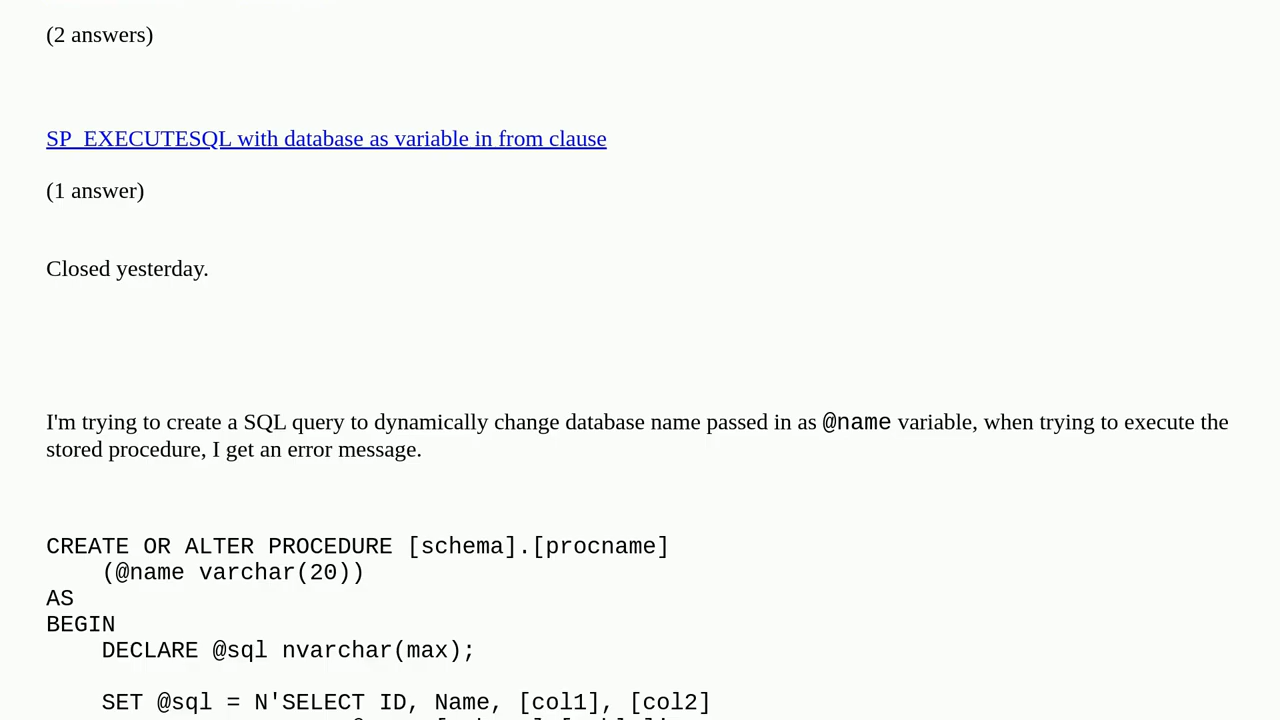 (2 answers)
SP_EXECUTESQL with database as variable in from clause
(1 answer)
Closed yesterday.
I'm trying to create a SQL query to dynamically change database name passed in as @name variable, when trying to execute the
stored procedure, I get an error message.
CREATE OR ALTER PROCEDURE [schema].[procname]
    (@name varchar(20))
AS
BEGIN
    DECLARE @sql nvarchar(max);
    SET @sql = N'SELECT ID, Name, [col1], [col2]